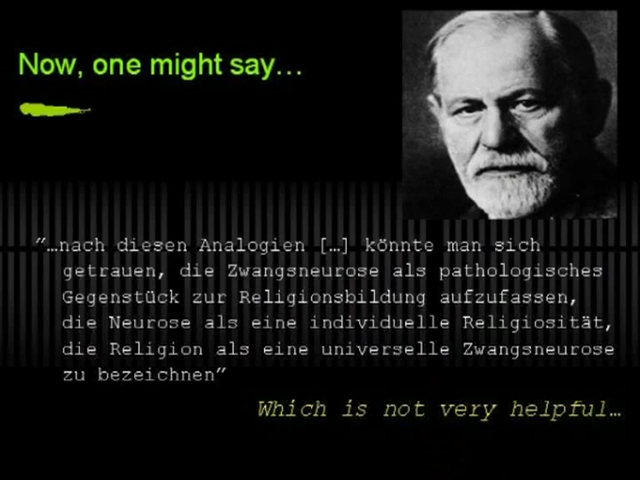 Now, one might say…
"…nach diesen Analogien […] könnte man sich
getrauen, die Zwangsneurose als pathologisches
Gegenstück zur Religionsbildung aufzufassen,
die Neurose als eine individuelle Religiosität,
die Religion als eine universelle Zwangsneurose
zu bezeichnen”
Which is not very helpful…